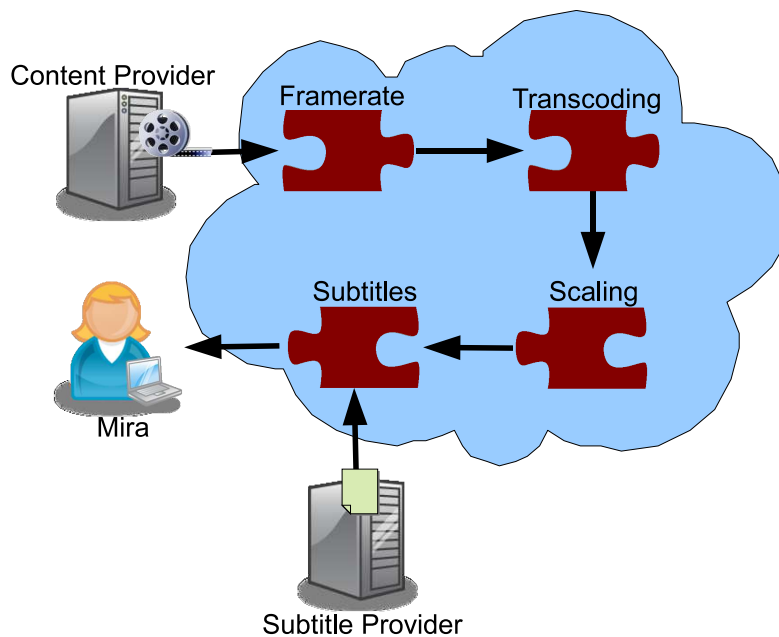 Content Provider
Framerate
Transcoding
Subtitles
Scaling
Mira
Subtitle Provider